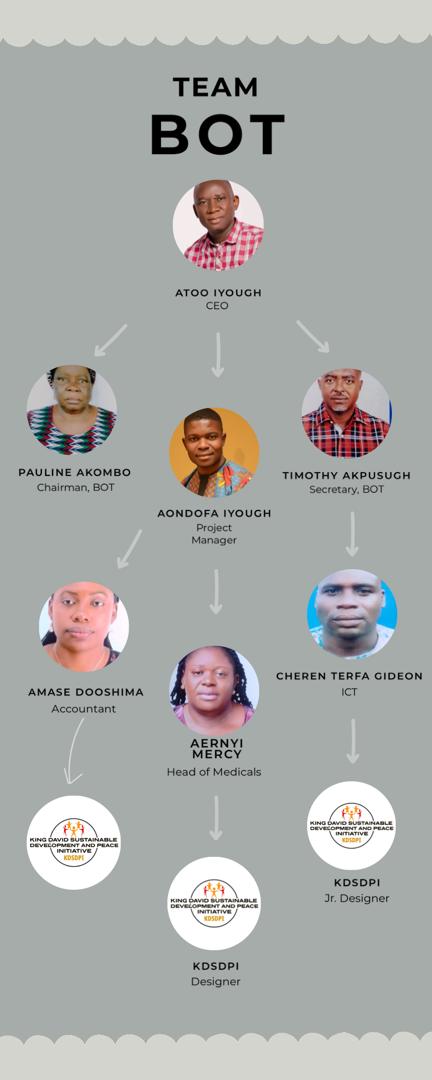 TEAM
BOT
ATOO IYOUGH
CEO
PAULINE AKOMBO
Chairman, BOT
AONDOFA IYOUGH
Project
Manager
TIMOTHY AKPUSUGH
Secretary, BOT
AMASE DOOSHIMA
Accountant
AERNYI
MERCY
Head of Medicals
CHEREN TERFA GIDEON
ICT
KING DAVID SUSTAINABLE
DEVELOPMENT AND PEACE
INITIATIVE
KDSDPI
KING DAVID SUSTAINABLE
DEVELOPMENT AND PEACE
INITIATIVE
KDSDPI
KDSDPI
Designer
KING DAVID SUSTAINABLE
DEVELOPMENT AND PEACE
INITIATIVE
KDSDPI
KDSDPI
Jr. Designer